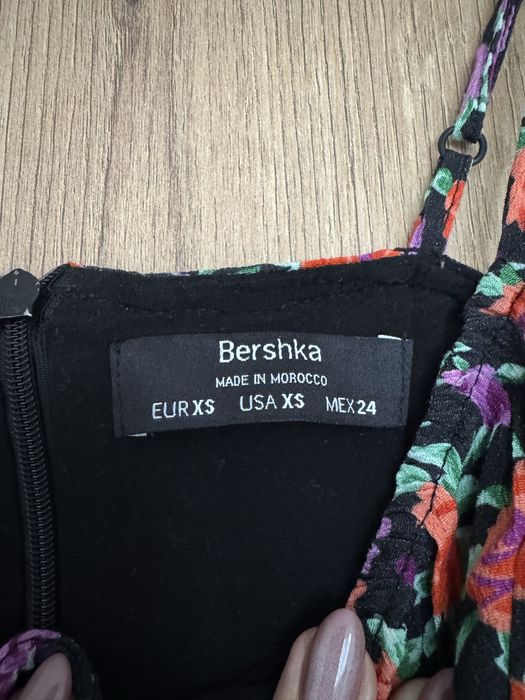 Bershka
MADE IN MOROCCO
EUR XS USA XS MEX 24